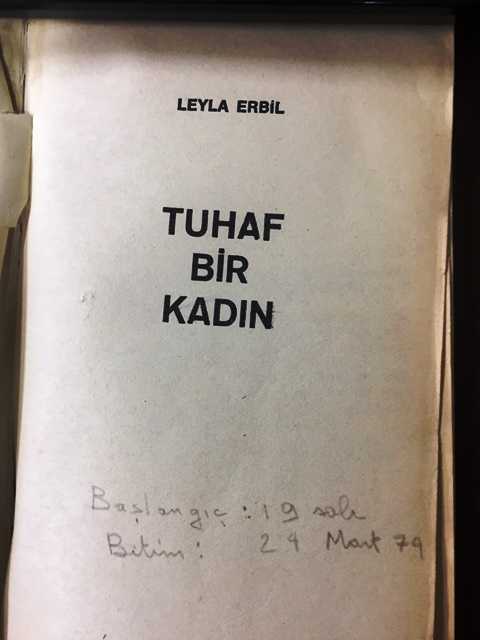 LEYLA ERBİL
TUHAF
BİR
KADIN
Başlangıç : 19 salı
Bitim : 24 Mart 79